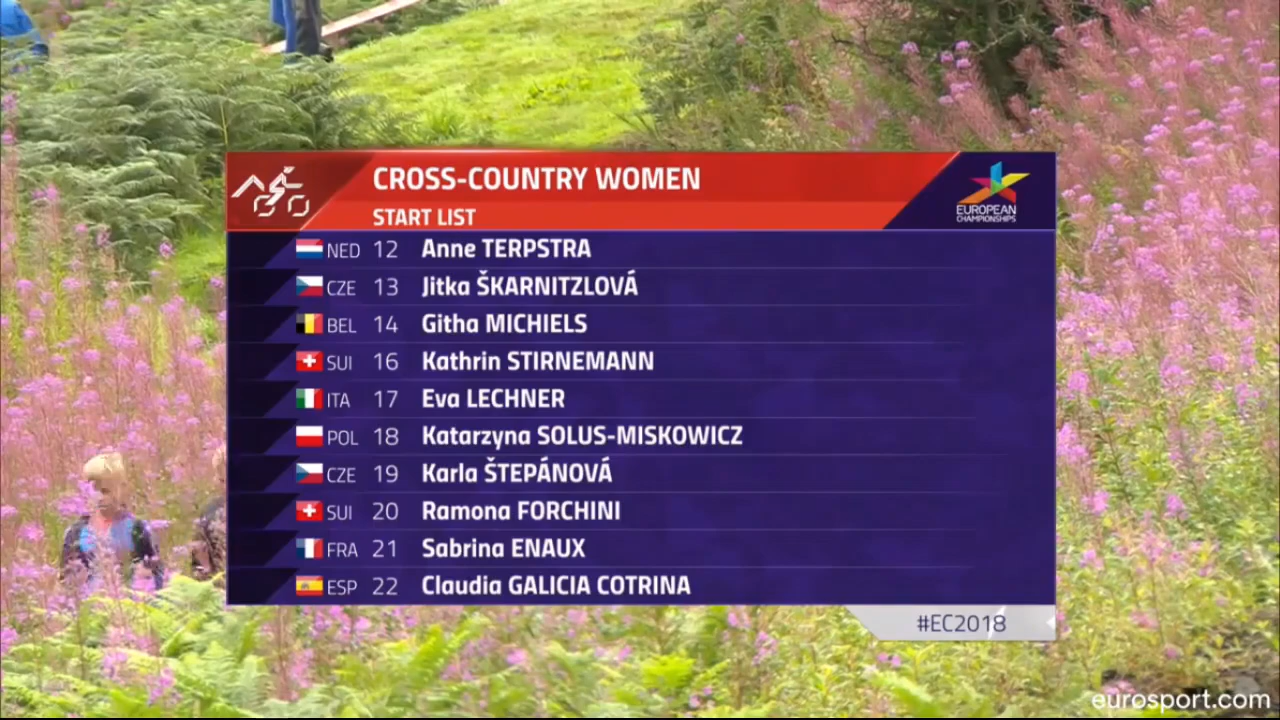 CROSS-COUNTRY WOMEN
START LIST
EUROPEAN
CHAMPIONSHIPS
NED 12 Anne TERPSTRA
CZE 13 Jitka ŠKARNITZLOVÁ
BEL 14 Githa MICHIELS
SUI 16 Kathrin STIRNEMANN
ITA 17 Eva LECHNER
POL 18 Katarzyna SOLUS-MISKOWICZ
CZE 19 Karla ŠTEPÁNOVÁ
SUI 20 Ramona FORCHINI
FRA 21 Sabrina ENAUX
ESP 22 Claudia GALICIA COTRINA
#EC2018
eurosport.com